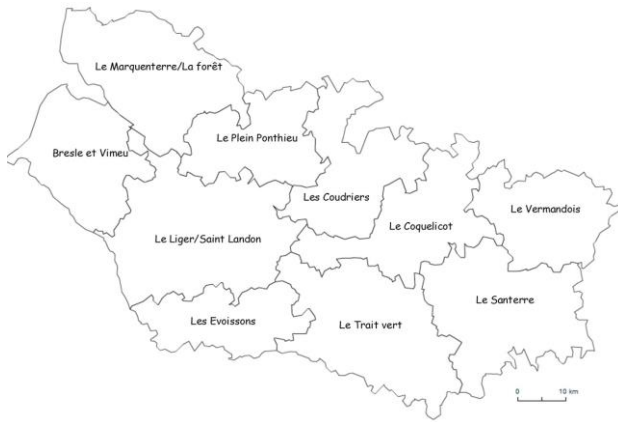 Le Marquenterre/La forêt
Le Plein Ponthieu
Bresle et Vimeu
Les Coudriers
Le Vermandois
Le Coquelicot
Le Liger/Saint Landon
Le Santerre
Les Evoissons
Le Trait vert
0 10 km